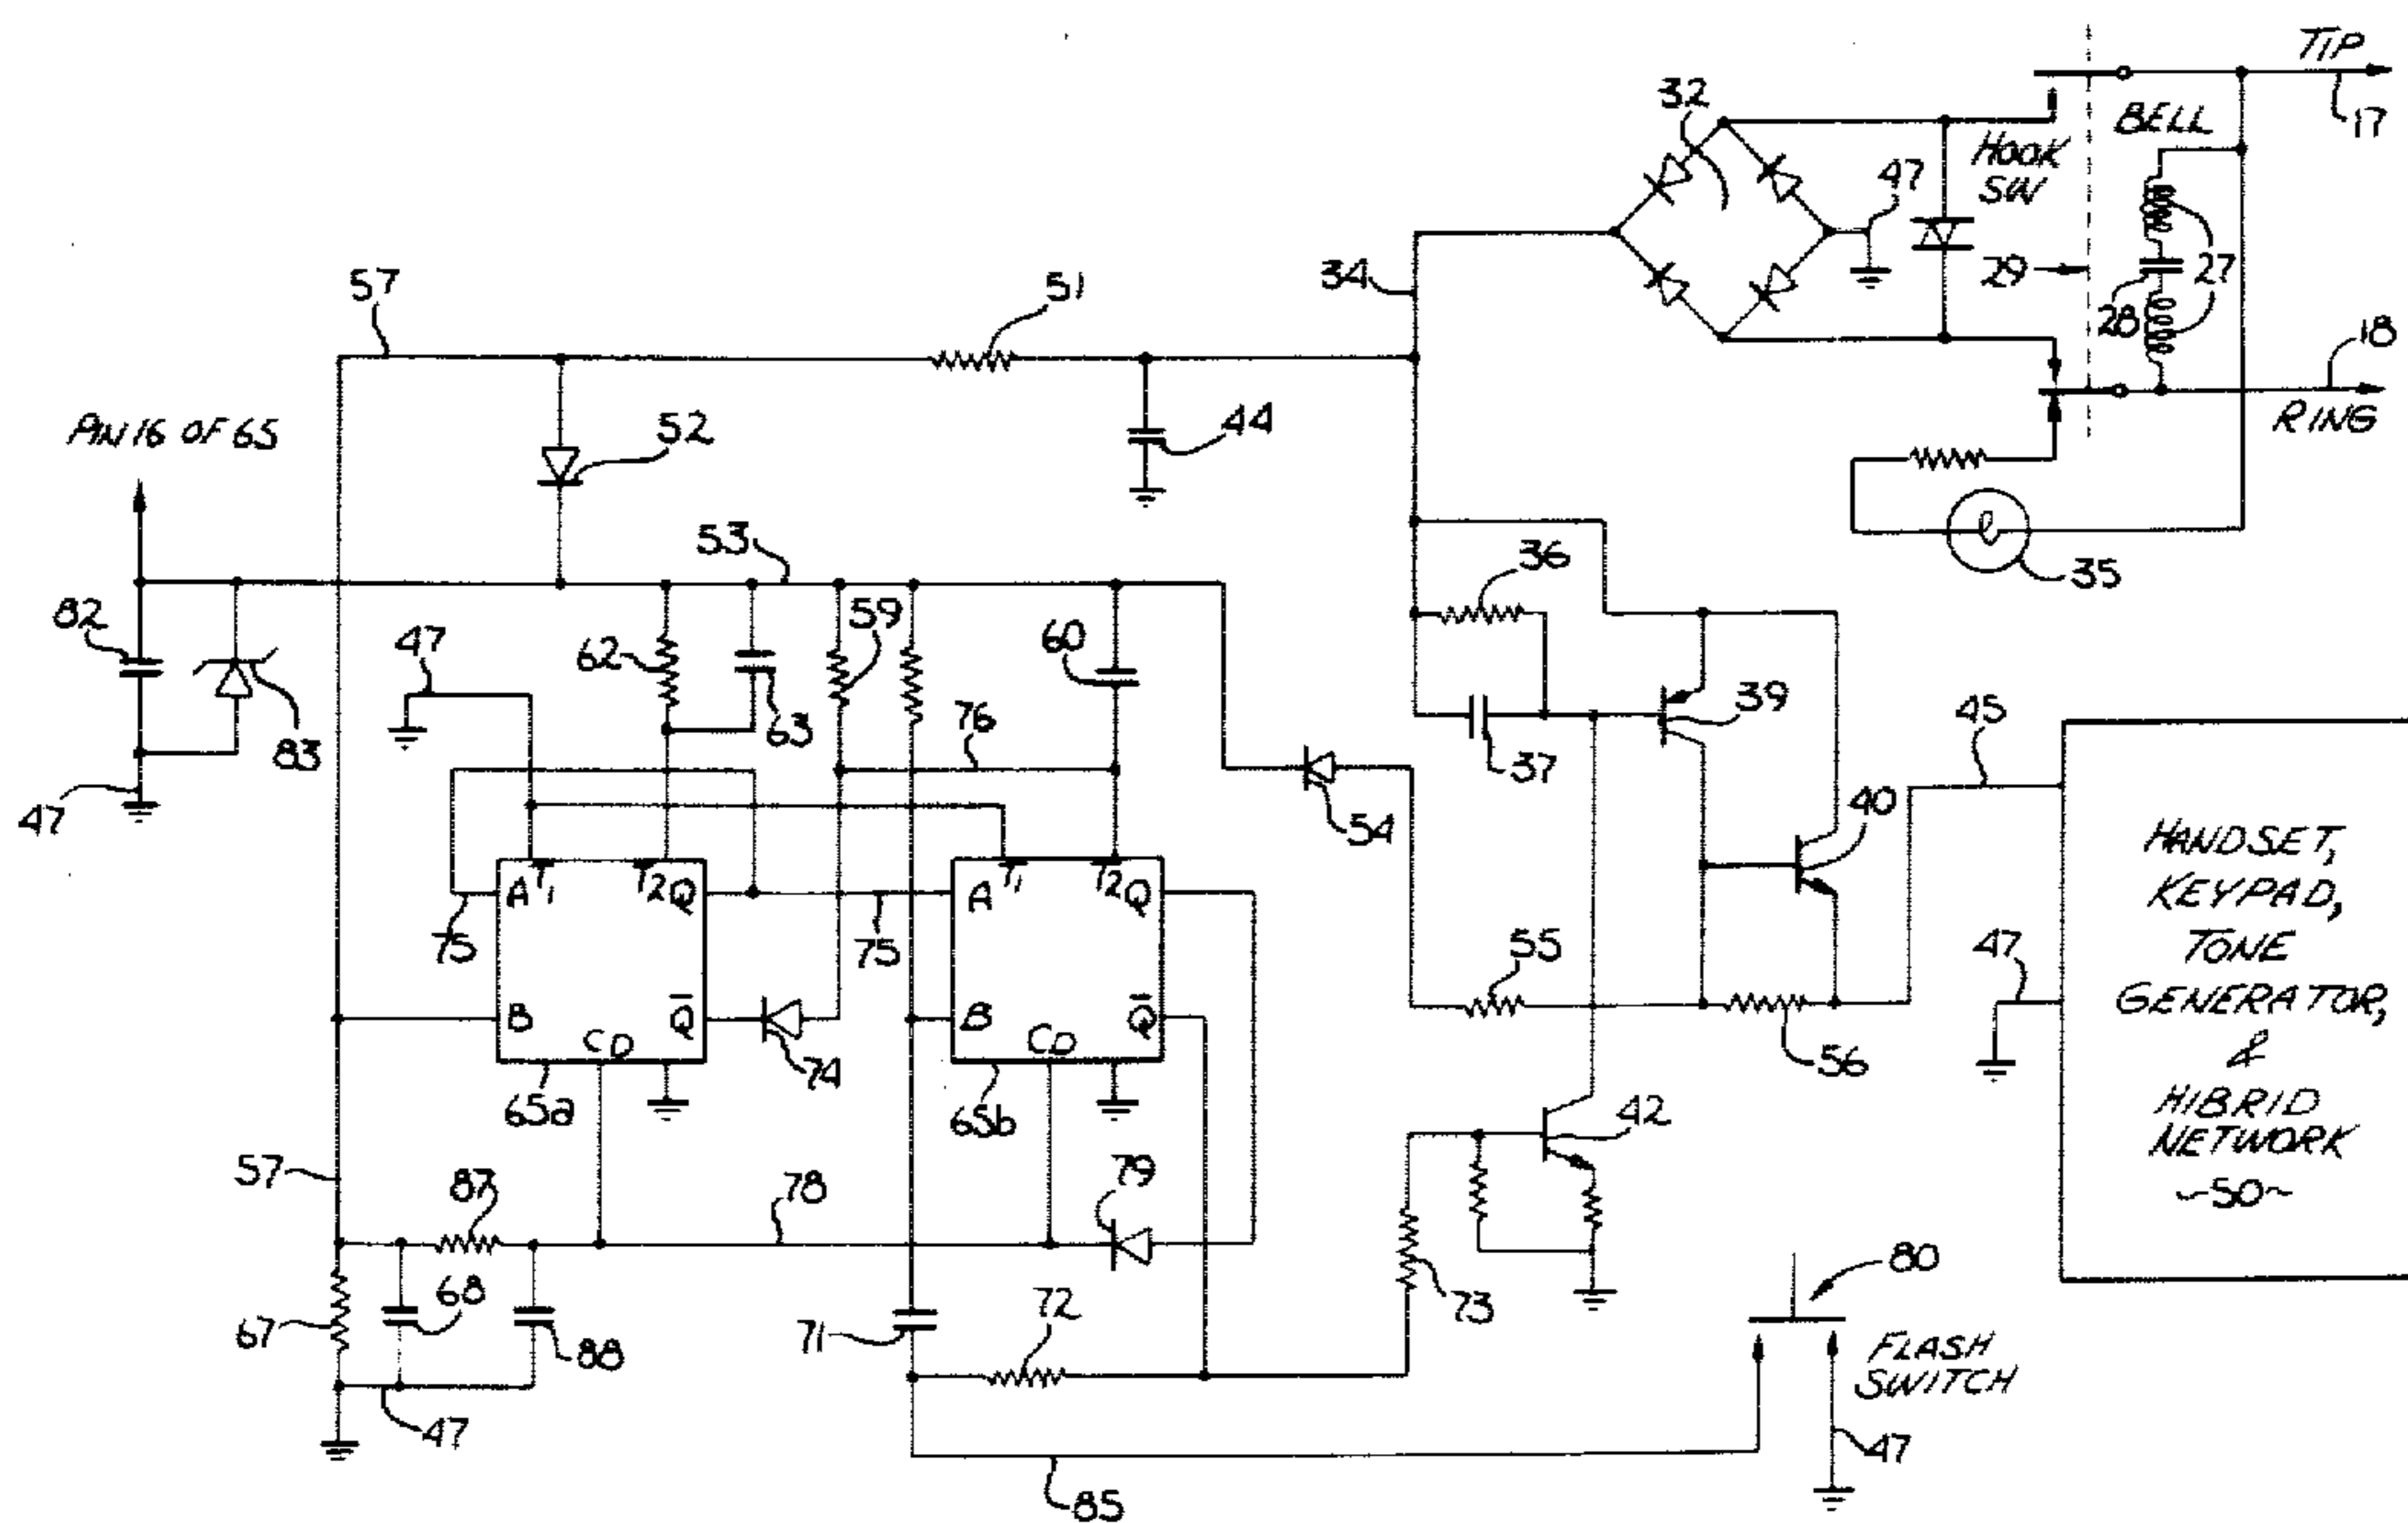 TIP
17
32
BELL
HOOK
SW
47
29
28
27
34
57
51
18
RING
PIN 16 OF 65
52
44
53
36
35
82
47
62
59
60
63
83
76
39
37
45
47
54
40
HANDSET,
KEYPAD,
TONE
GENERATOR,
&
HIBRID
NETWORK
~50~
A T1 T2 Q
A T1 T2 Q
75
75
55
47
B CD Q̅
B CD Q̅
74
56
65a
65b
42
57
87
78
79
80
68
67
88
71
72
73
FLASH
SWITCH
47
47
85